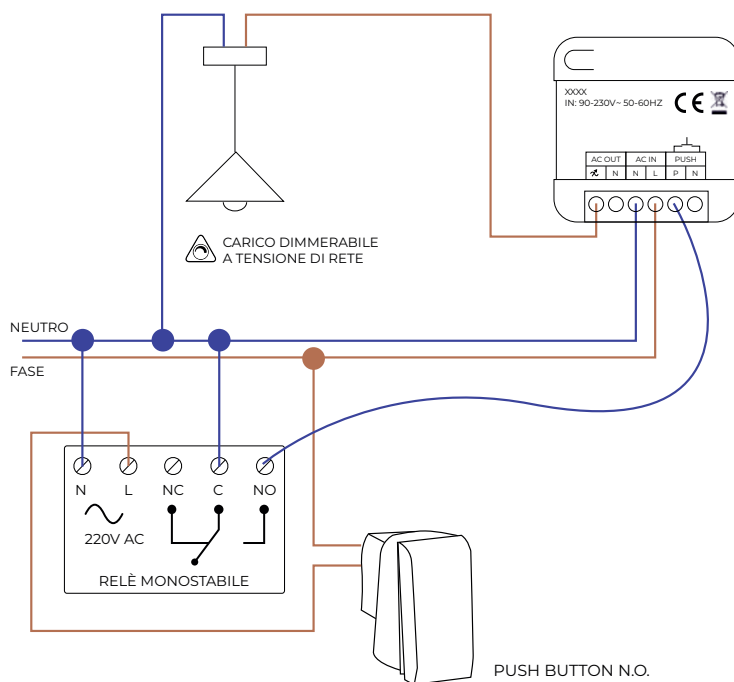 XXXX
IN: 90-230V~ 50-60HZ
CE
AC OUT AC IN PUSH
N N L P N
CARICO DIMMERABILE
A TENSIONE DI RETE
NEUTRO
FASE
N L NC C NO
220V AC
RELÈ MONOSTABILE
PUSH BUTTON N.O.